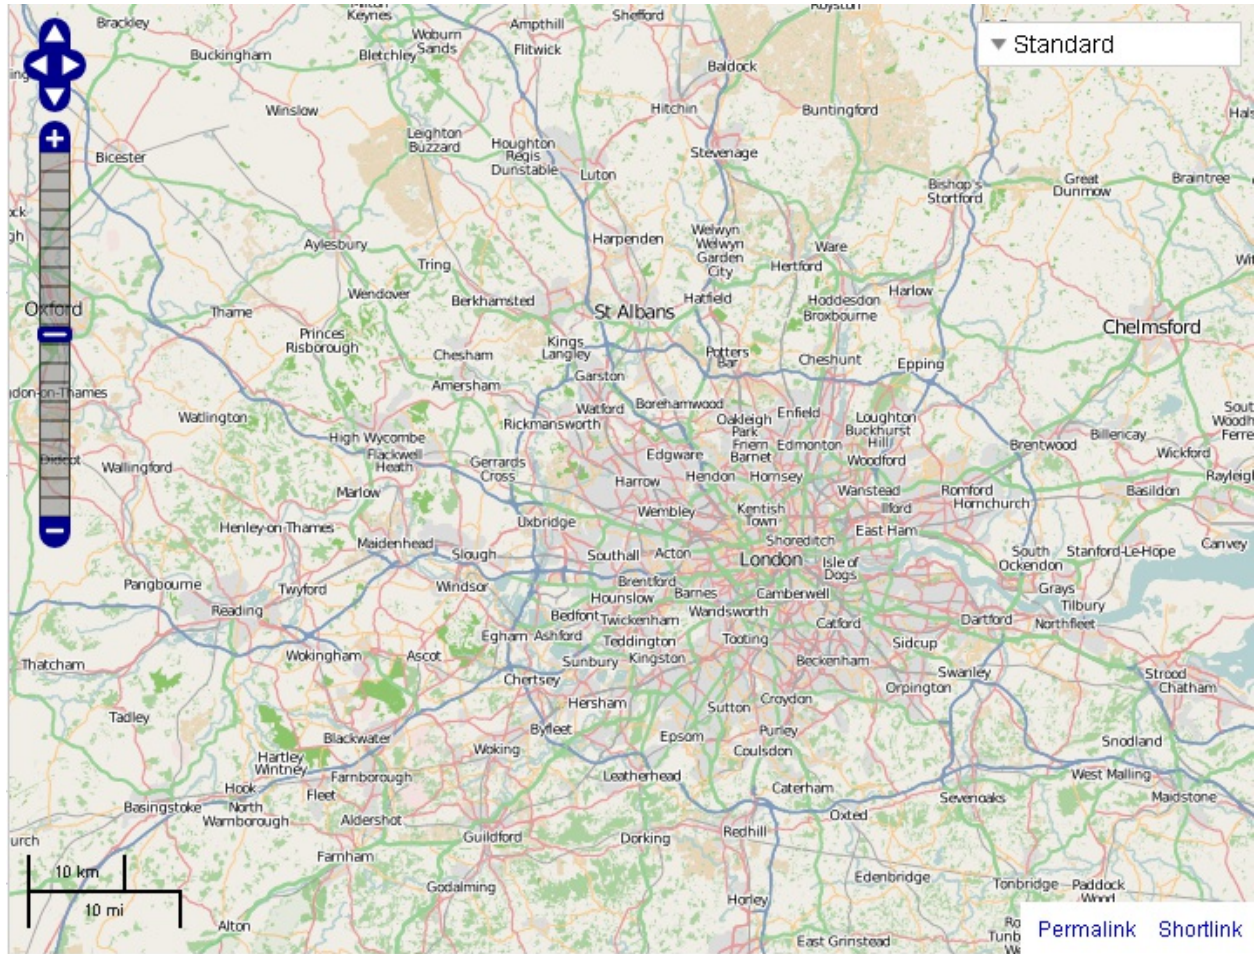 Brackley
Keynes
Ampthill
Shefford
Royston
Woburn
Sands
Flitwick
Buckingham
Bletchley
Baldock
Standard
Winslow
Hitchin
Buntingford
Leighton
Buzzard
Houghton
Regis
Dunstable
Stevenage
Bicester
Luton
Bishop's
Stortford
Great
Dunmow
Braintree
Aylesbury
Harpenden
Welwyn
Welwyn
Garden
City
Ware
Tring
Hertford
Wendover
Berkhamsted
Hatfield
Hoddesdon
Broxbourne
Harlow
Oxford
Thame
St Albans
Chelmsford
Princes
Risborough
Kings
Langley
Chesham
Potters
Bar
Cheshunt
Epping
Garston
Amersham
gdon-on-Thames
Watlington
Rickmansworth
Watford
Borehamwood
Oakleigh
Park
Friern
Barnet
Enfield
Edmonton
Loughton
Buckhurst
Hill
Woodford
High Wycombe
Flackwell
Heath
Brentwood
Billericay
Wickford
Didcot
Wallingford
Gerrards
Cross
Edgware
Harrow
Hendon
Hornsey
Wanstead
Romford
Hornchurch
Rayleigh
Basildon
Marlow
Wembley
Kentish
Town
Ilford
Henley-on-Thames
Uxbridge
Shoreditch
East Ham
Maidenhead
Slough
Southall
Acton
London
Isle of
Dogs
South
Ockendon
Stanford-Le-Hope
Canvey
Pangbourne
Twyford
Windsor
Brentford
Hounslow
Barnes
Camberwell
Grays
Tilbury
Reading
Bedfont
Twickenham
Wandsworth
Catford
Dartford
Northfleet
Egham
Ashford
Teddington
Tooting
Sidcup
Thatcham
Wokingham
Ascot
Sunbury
Kingston
Beckenham
Swanley
Strood
Chatham
Chertsey
Orpington
Hersham
Sutton
Croydon
Tadley
Byfleet
Purley
Blackwater
Woking
Epsom
Coulsdon
Snodland
Hartley
Wintney
Farnborough
Leatherhead
West Malling
Hook
Fleet
Caterham
Sevenoaks
Maidstone
Basingstoke
North
Warnborough
Aldershot
Oxted
Guildford
Dorking
Redhill
urch
Farnham
10 km
Edenbridge
Tonbridge
Paddock
Wood
Godalming
10 mi
Horley
Alton
East Grinstead
Permalink
Shortlink